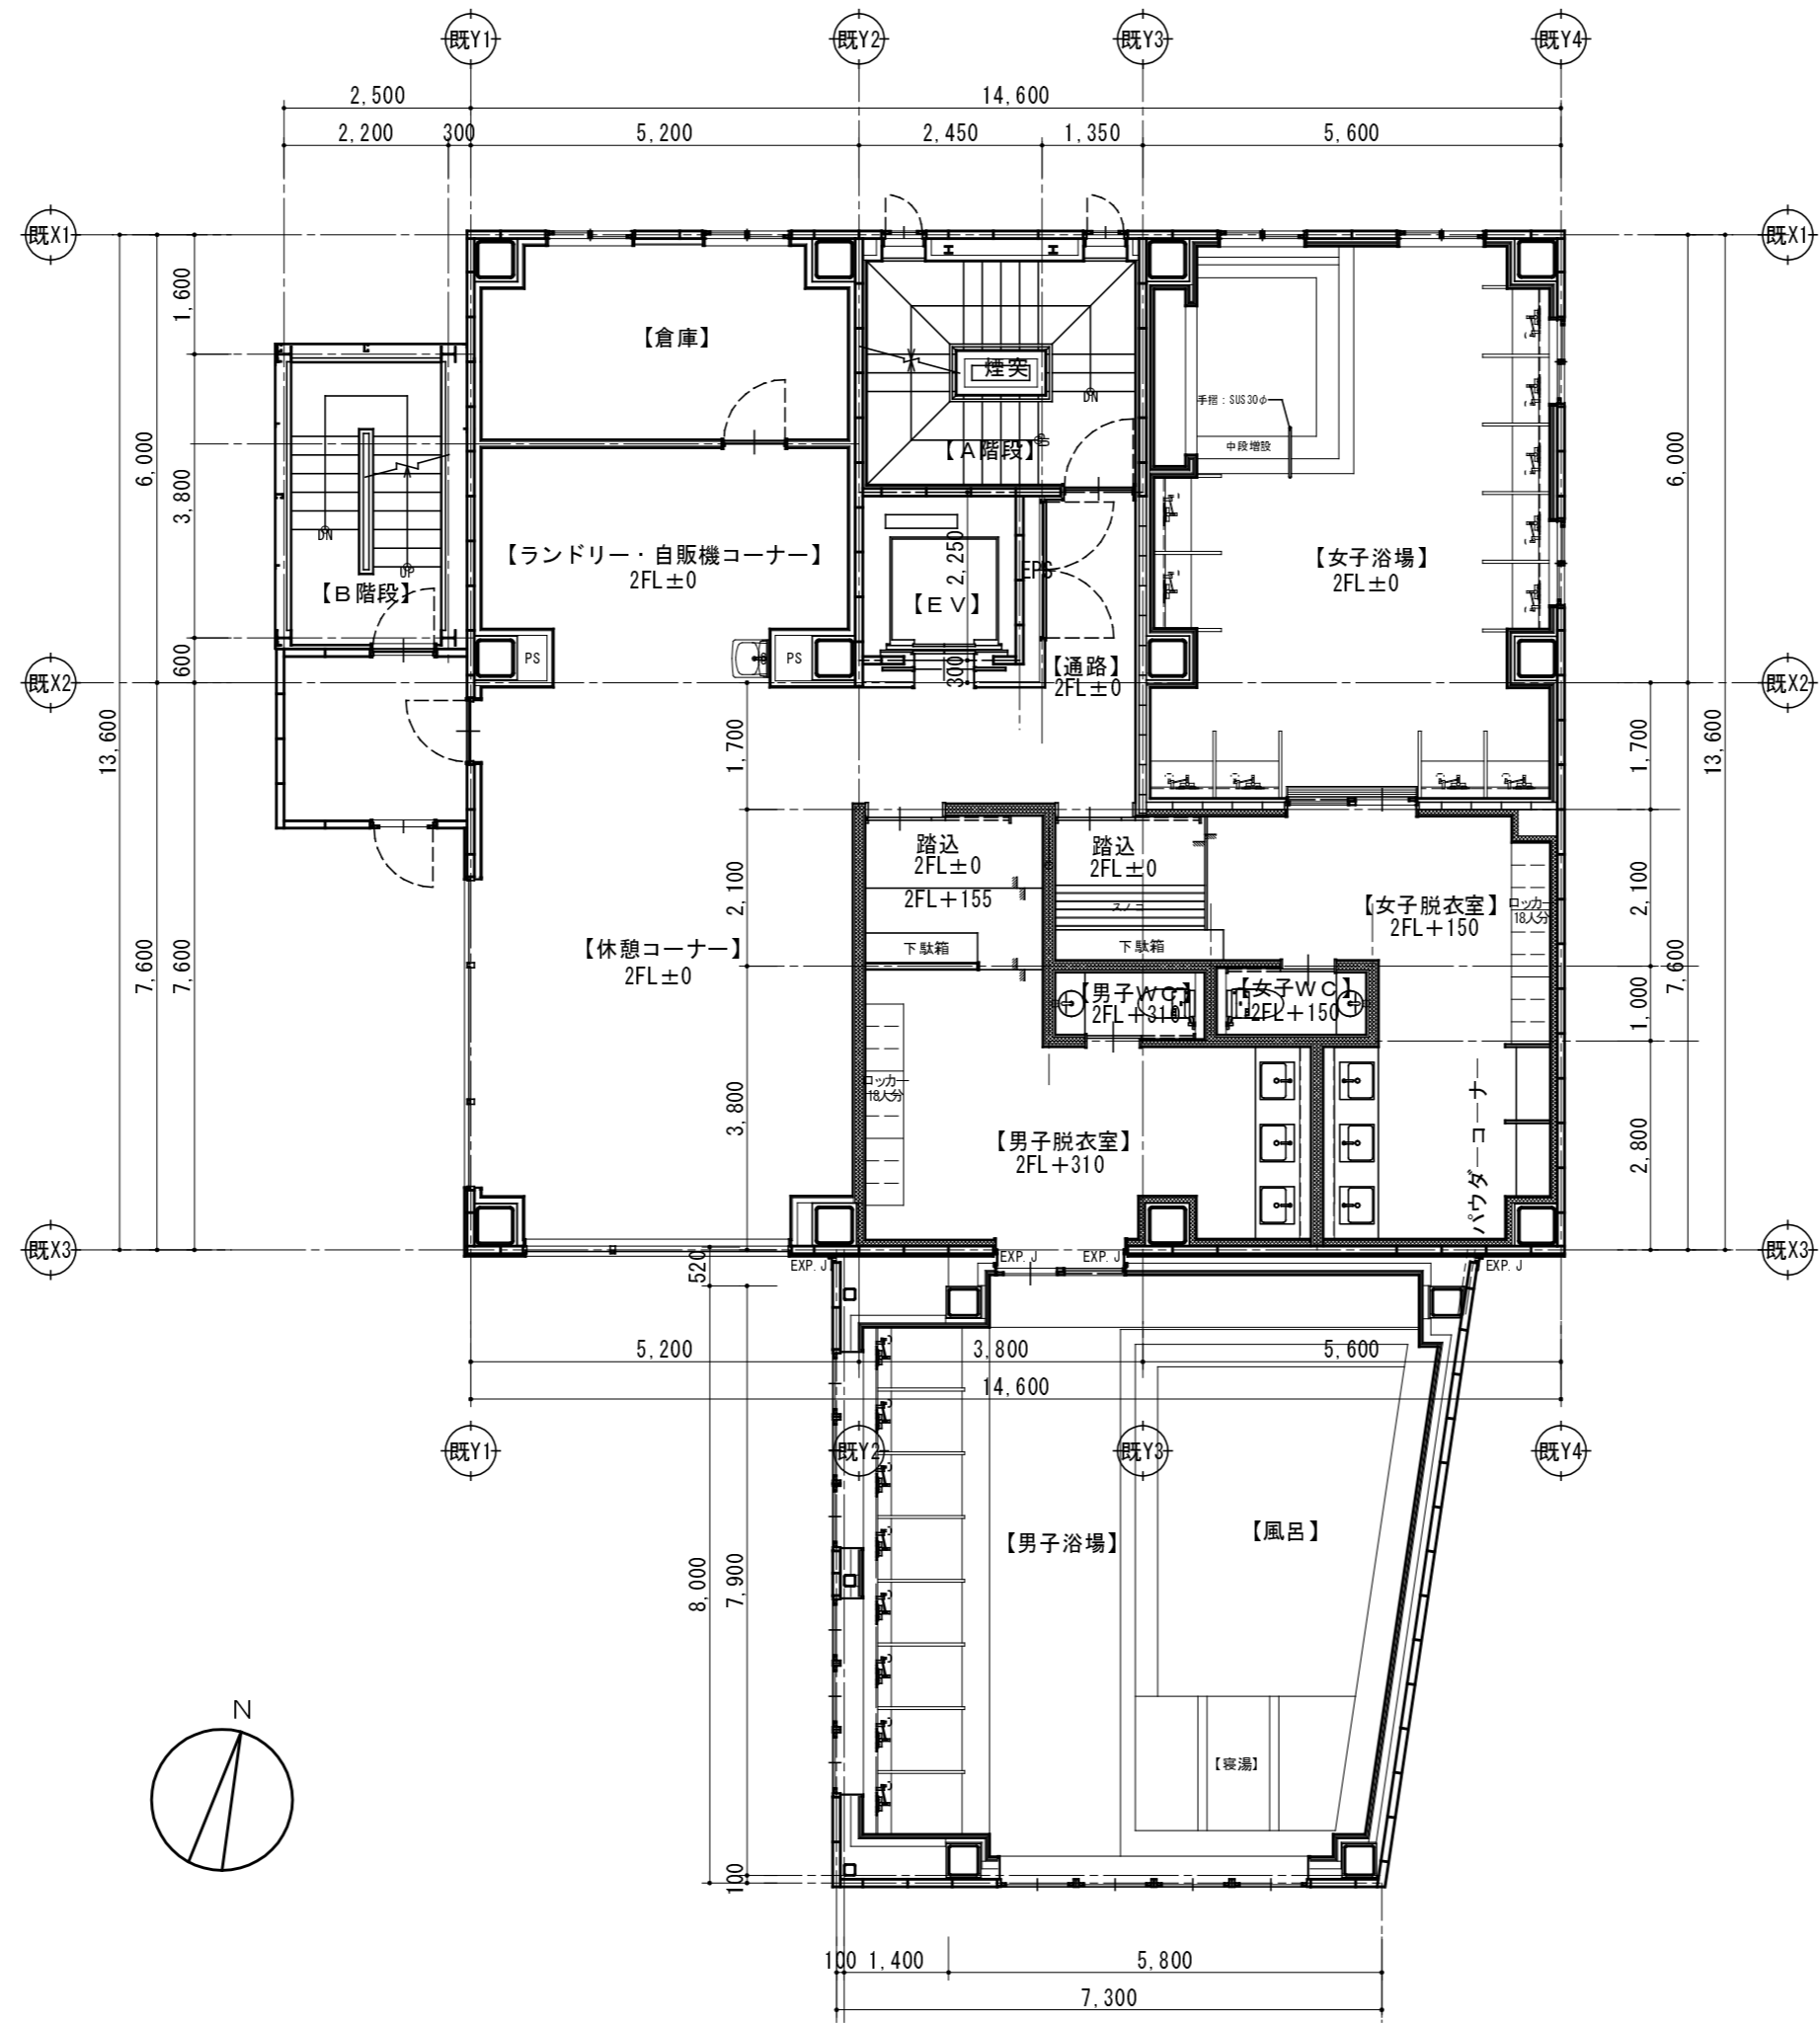 既Y1
既Y2
既Y3
既Y4
2,500
14,600
2,200
300
5,200
2,450
1,350
5,600
既X1
既X1
1,600
6,000
3,800
600
13,600
【倉庫】
煙突
DN
【A階段】
UP
手摺：SUS30φ
中段増設
6,000
13,600
【ランドリー・自販機コーナー】
2FL±0
2,250
EPS
【EV】
【女子浴場】
2FL±0
DN
UP
【B階段】
PS
PS
300
【通路】
2FL±0
既X2
既X2
1,700
1,700
踏込
2FL±0
2FL+155
下駄箱
踏込
2FL±0
スノコ
下駄箱
2,100
2,100
【女子脱衣室】
2FL+150
ロッカー
18人分
【休憩コーナー】
2FL±0
【男子WC】
2FL+310
【女子WC】
2FL+150
1,000
7,600
7,600
7,600
3,800
ロッカー
18人分
【男子脱衣室】
2FL+310
パウダーコーナー
2,800
既X3
既X3
EXP.J
EXP.J
EXP.J
EXP.J
520
5,200
3,800
5,600
14,600
既Y1
既Y2
既Y3
既Y4
8,000
7,900
【男子浴場】
【風呂】
【寝湯】
N
100
100
1,400
5,800
7,300